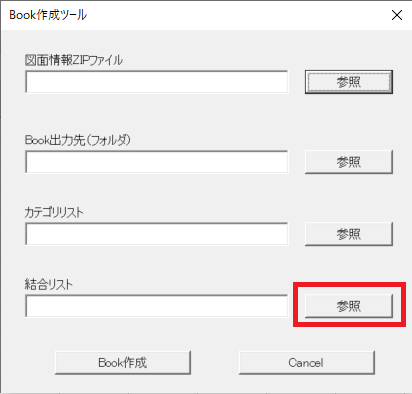 Book作成ツール
図面情報ZIPファイル
参照
Book出力先(フォルダ)
参照
カテゴリリスト
参照
結合リスト
参照
Book作成
Cancel